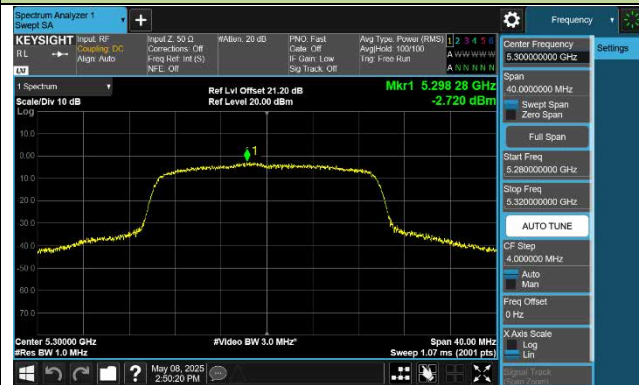 Spectrum Analyzer 1
Swept SA
+
Frequency
KEYSIGHT
RL
LXI
Input: RF
Coupling: DC
Align: Auto
Input Z: 50 Ω
Corrections: Off
Freq Ref: Int (S)
NFE: Off
#Atten: 20 dB
PNO: Fast
Gate: Off
IF Gain: Low
Sig Track: Off
Avg Type: Power (RMS)
Avg|Hold: 100/100
Trig: Free Run
1 2 3 4 5 6
A W W W W W
A N N N N N
1 Spectrum
Scale/Div 10 dB
Log
Ref Lvl Offset 21.20 dB
Ref Level 20.00 dBm
Mkr1 5.298 28 GHz
-2.720 dBm
1
10.0
0.00
-10.0
-20.0
-30.0
-40.0
-50.0
-60.0
-70.0
Center 5.30000 GHz
#Res BW 1.0 MHz
#Video BW 3.0 MHz*
Span 40.00 MHz
Sweep 1.07 ms (2001 pts)
Center Frequency
5.300000000 GHz
Settings
Span
40.0000000 MHz
Swept Span
Zero Span
Full Span
Start Freq
5.280000000 GHz
Stop Freq
5.320000000 GHz
AUTO TUNE
CF Step
4.000000 MHz
Auto
Man
Freq Offset
0 Hz
X Axis Scale
Log
Lin
Signal Track
(Span Zoom)
?
May 08, 2025
2:50:20 PM